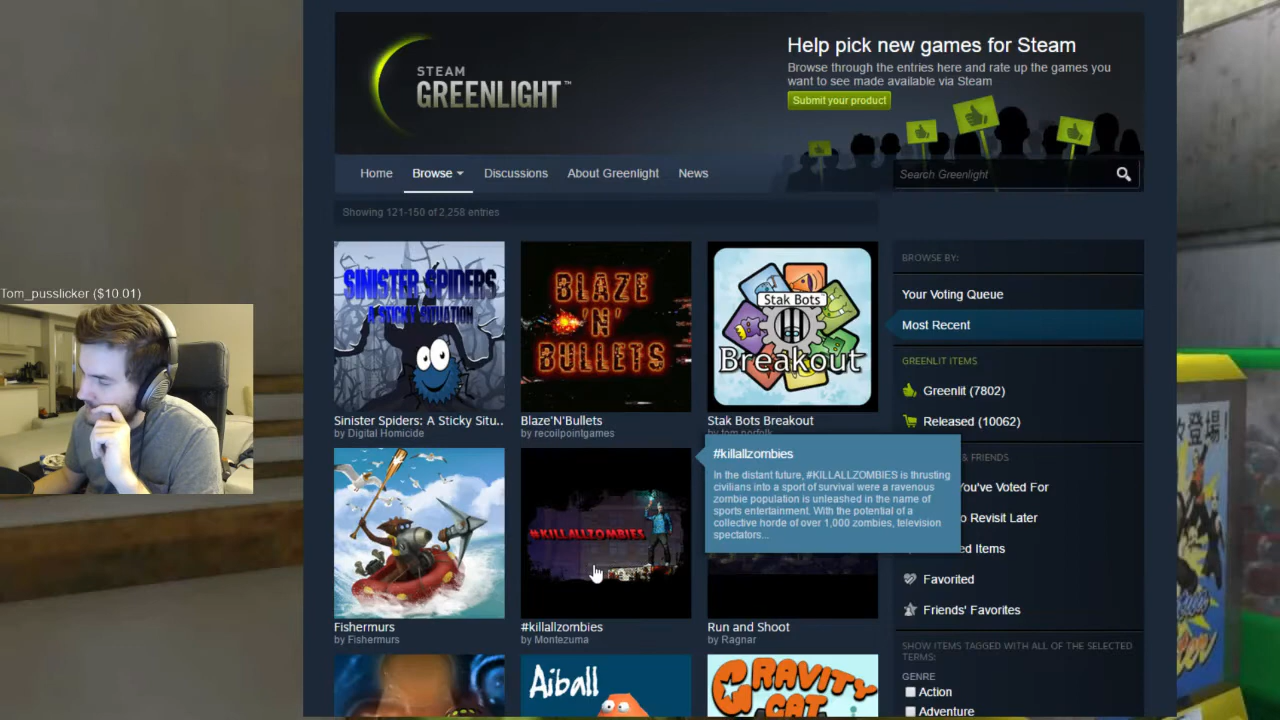 Help pick new games for Steam
Browse through the entries here and rate up the games you
want to see made available via Steam
Submit your product
STEAM
GREENLIGHT™
Home
Browse
Discussions
About Greenlight
News
Search Greenlight
Showing 121-150 of 2,258 entries
SINISTER SPIDERS
A STICKY SITUATION
BLAZE
'N'
BULLETS
Stak Bots
Breakout
BROWSE BY:
Your Voting Queue
Most Recent
GREENLIT ITEMS
Greenlit (7802)
Released (10062)
Tom_pusslicker ($10.01)
Sinister Spiders: A Sticky Situ..
by Digital Homicide
Blaze'N'Bullets
by recoilpointgames
Stak Bots Breakout
by tom norfolk
#killallzombies
In the distant future, #KILLALLZOMBIES is thrusting
civilians into a sport of survival were a ravenous
zombie population is unleashed in the name of
sports entertainment. With the potential of a
collective horde of over 1,000 zombies, television
spectators...
& FRIENDS
You've Voted For
to Revisit Later
ed Items
Favorited
Friends' Favorites
#KILLALLZOMBIES
Fishermurs
by Fishermurs
#killallzombies
by Montezuma
Run and Shoot
by Ragnar
SHOW ITEMS TAGGED WITH ALL OF THE SELECTED
TERMS:
GENRE
Action
Adventure
Aiball
GRAVITY
CAT